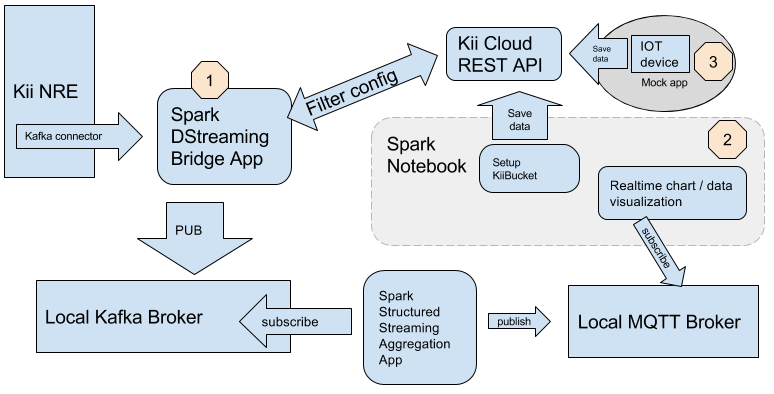 Kii NRE
Kafka connector
1
Spark
DStreaming
Bridge App
Filter config
Kii Cloud
REST API
Save
data
IOT
device
Mock app
3
Save
data
2
Spark
Notebook
Setup
KiiBucket
Realtime chart / data
visualization
subscribe
PUB
Local Kafka Broker
subscribe
Spark
Structured
Streaming
Aggregation
App
publish
Local MQTT Broker